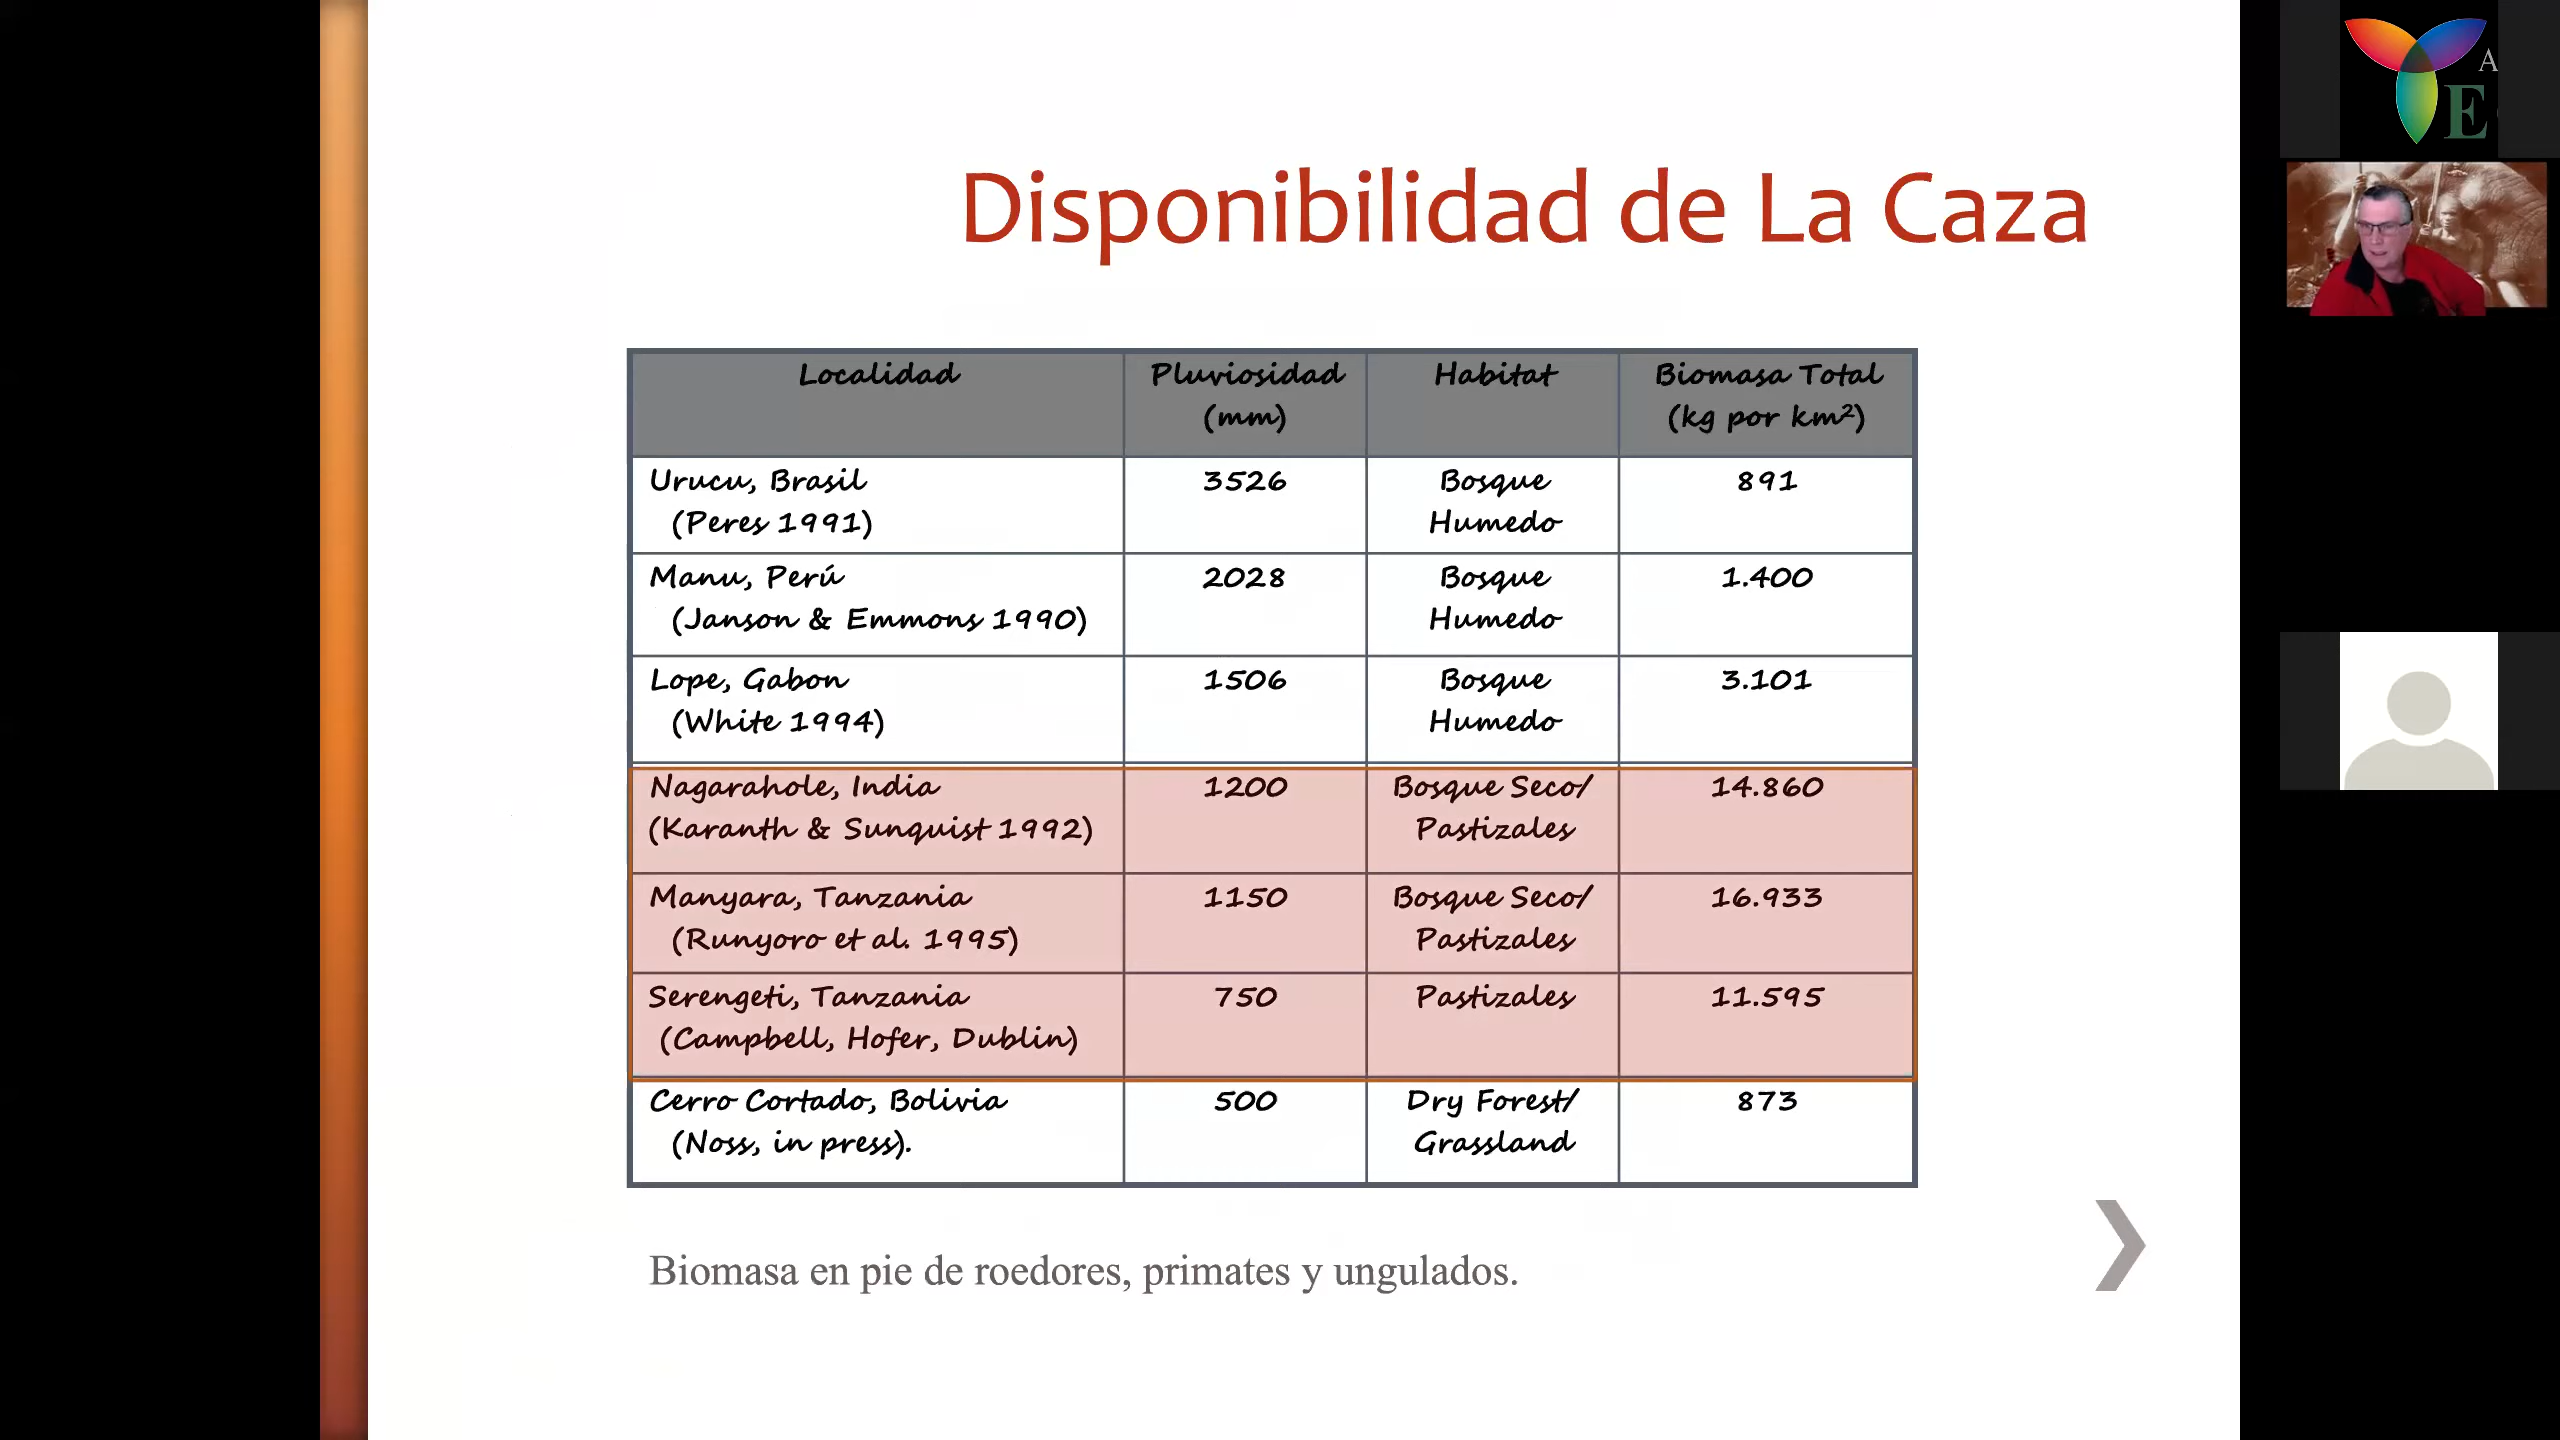 Disponibilidad de La Caza
Localidad
Pluviosidad
(mm)
Habitat
Biomasa Total
(kg por km²)
Urucu, Brasil
(Peres 1991)
3526
Bosque
Humedo
891
Manu, Perú
(Janson & Emmons 1990)
2028
Bosque
Humedo
1.400
Lope, Gabon
(White 1994)
1506
Bosque
Humedo
3.101
Nagarahole, India
(Karanth & Sunquist 1992)
1200
Bosque Seco/
Pastizales
14.860
Manyara, Tanzania
(Runyoro et al. 1995)
1150
Bosque Seco/
Pastizales
16.933
Serengeti, Tanzania
(Campbell, Hofer, Dublin)
750
Pastizales
11.595
Cerro Cortado, Bolivia
(Noss, in press).
500
Dry Forest/
Grassland
873
Biomasa en pie de roedores, primates y ungulados.
A
E